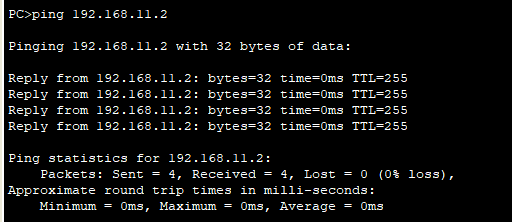 PC>ping 192.168.11.2
Pinging 192.168.11.2 with 32 bytes of data:
Reply from 192.168.11.2: bytes=32 time=0ms TTL=255
Reply from 192.168.11.2: bytes=32 time=0ms TTL=255
Reply from 192.168.11.2: bytes=32 time=0ms TTL=255
Reply from 192.168.11.2: bytes=32 time=0ms TTL=255
Ping statistics for 192.168.11.2:
Packets: Sent = 4, Received = 4, Lost = 0 (0% loss),
Approximate round trip times in milli-seconds:
Minimum = 0ms, Maximum = 0ms, Average = 0ms